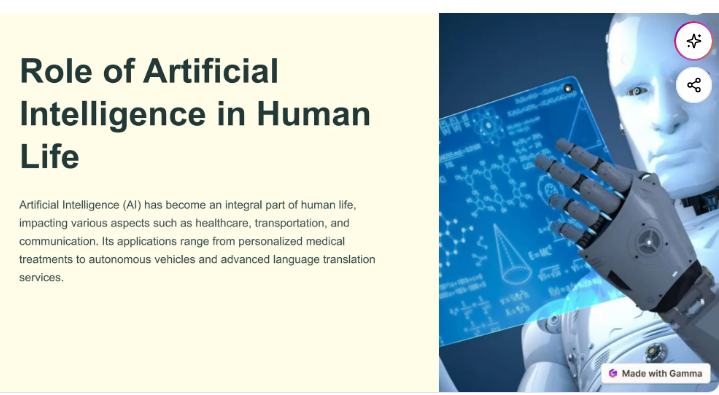 Role of Artificial
Intelligence in Human
Life
Artificial Intelligence (AI) has become an integral part of human life,
impacting various aspects such as healthcare, transportation, and
communication. Its applications range from personalized medical
treatments to autonomous vehicles and advanced language translation
services.
E=MC
Made with Gamma